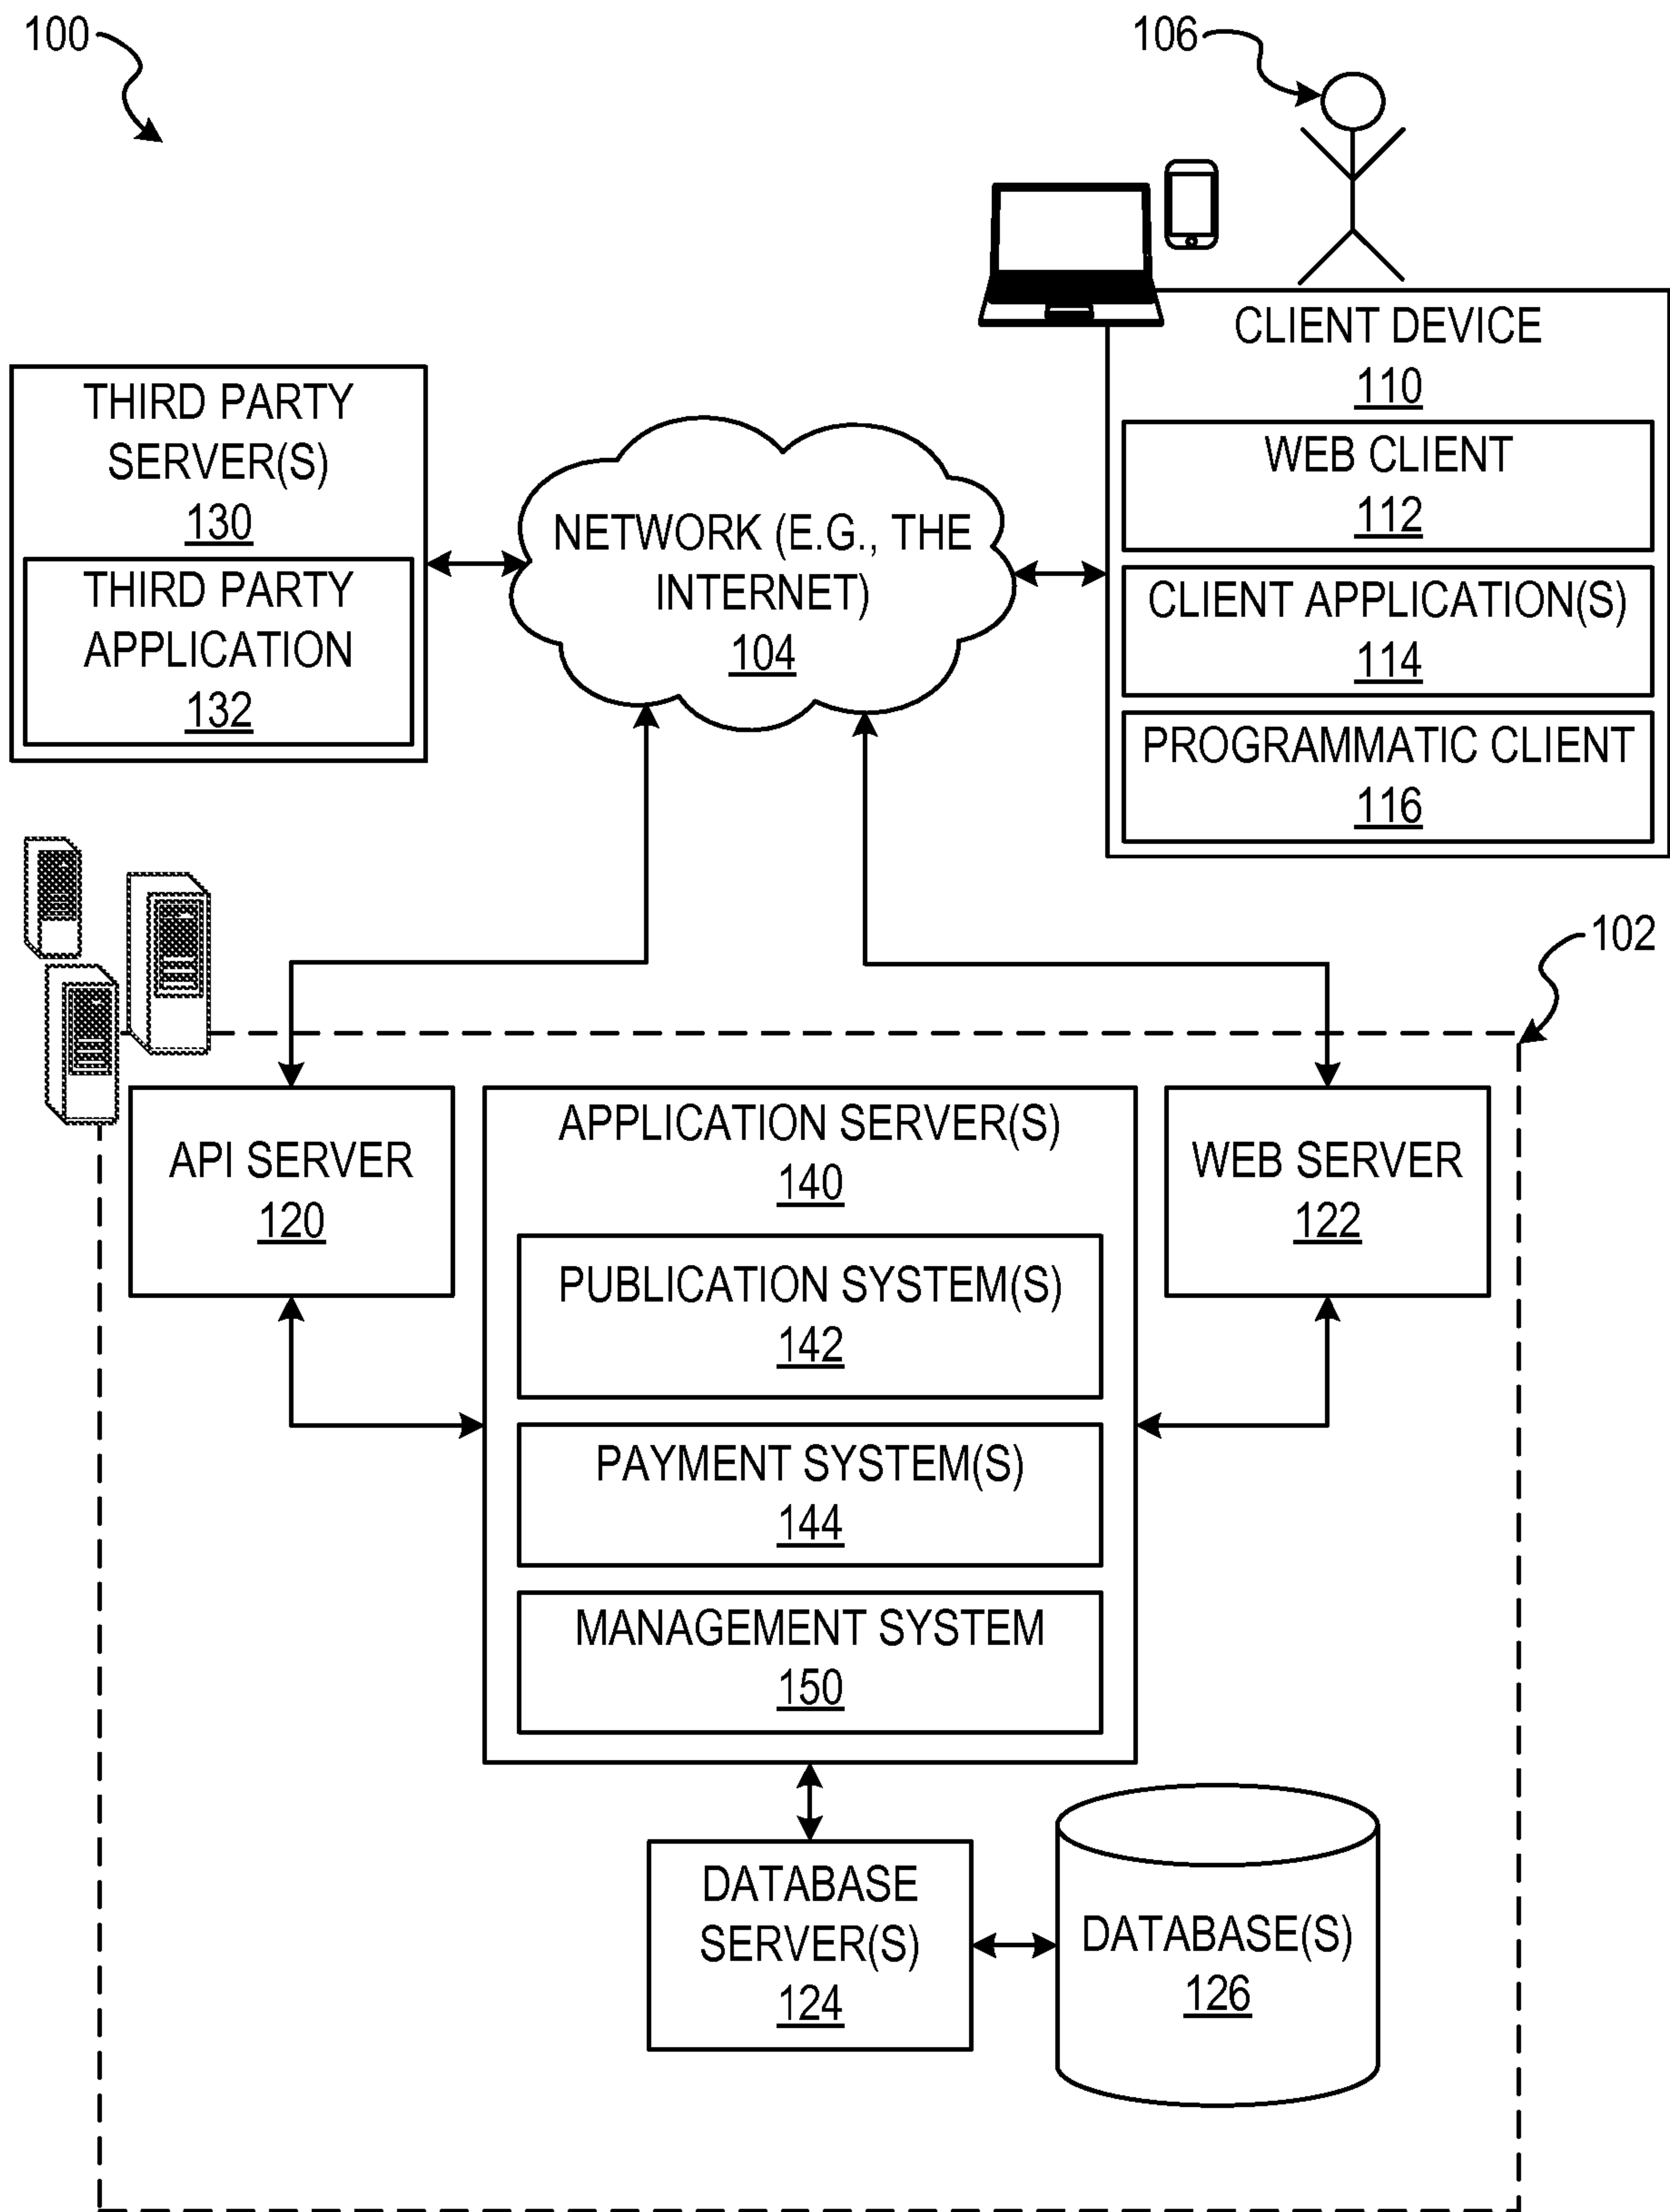 100
106
CLIENT DEVICE
110
WEB CLIENT
112
CLIENT APPLICATION(S)
114
PROGRAMMATIC CLIENT
116
THIRD PARTY
SERVER(S)
130
THIRD PARTY
APPLICATION
132
NETWORK (E.G., THE
INTERNET)
104
102
API SERVER
120
APPLICATION SERVER(S)
140
PUBLICATION SYSTEM(S)
142
PAYMENT SYSTEM(S)
144
MANAGEMENT SYSTEM
150
WEB SERVER
122
DATABASE
SERVER(S)
124
DATABASE(S)
126